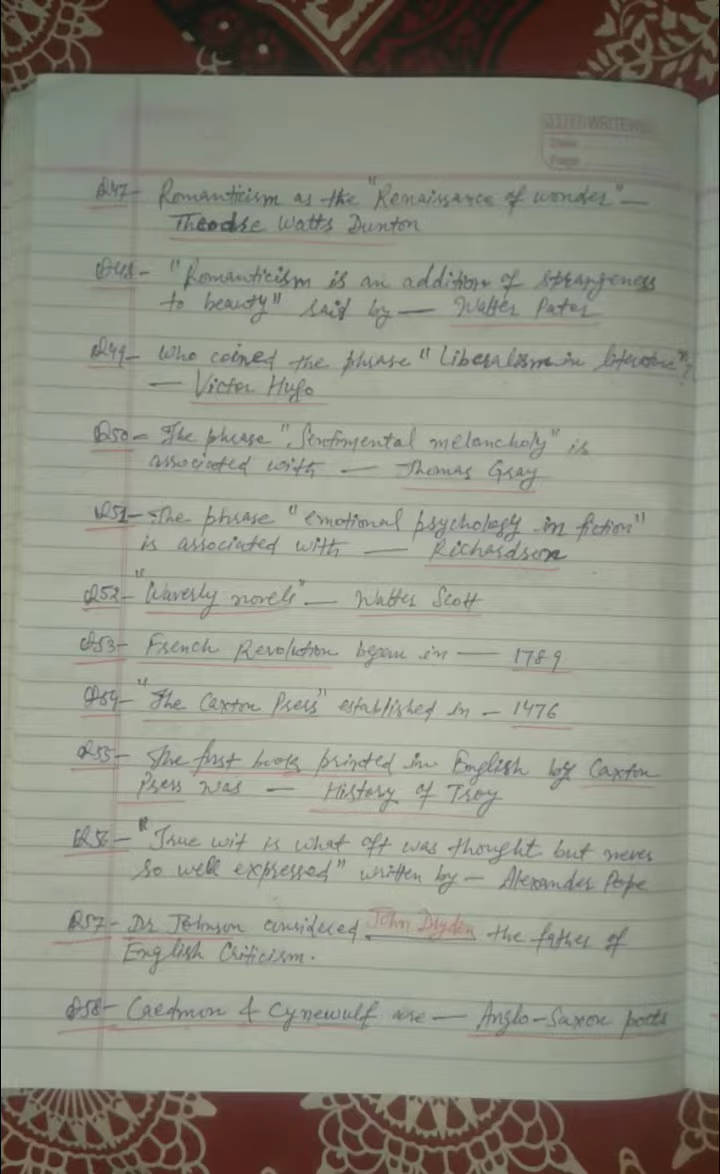 WRITEWELL
Date
Page
Q47- Romanticism as the "Renaissance of wonder" —
Theodse Watts Dunton
Q48- "Romanticism is an addition of strangeness
to beauty" said by — Walter Pater
Q49- Who coined the phrase "Liberalism in literature"?
— Victor Hugo
Q50- The phrase "Sentimental melancholy" is
associated with — Thomas Gray
Q51- The phrase "emotional psychology in fiction"
is associated with — Richardson
Q52- "Waverly novels" — Walter Scott
Q53- French Revolution began in — 1789
Q54- "The Caxton Press" established in - 1476
Q55- The first book printed in English by Caxton
Press was — History of Troy
Q56- "True wit is what oft was thought but never
so well expressed" written by - Alexander Pope
Q57- Dr Johnson considered John Dryden the father of
English Criticism.
Q58- Caedmon & Cynewulf are — Anglo-Saxon poets